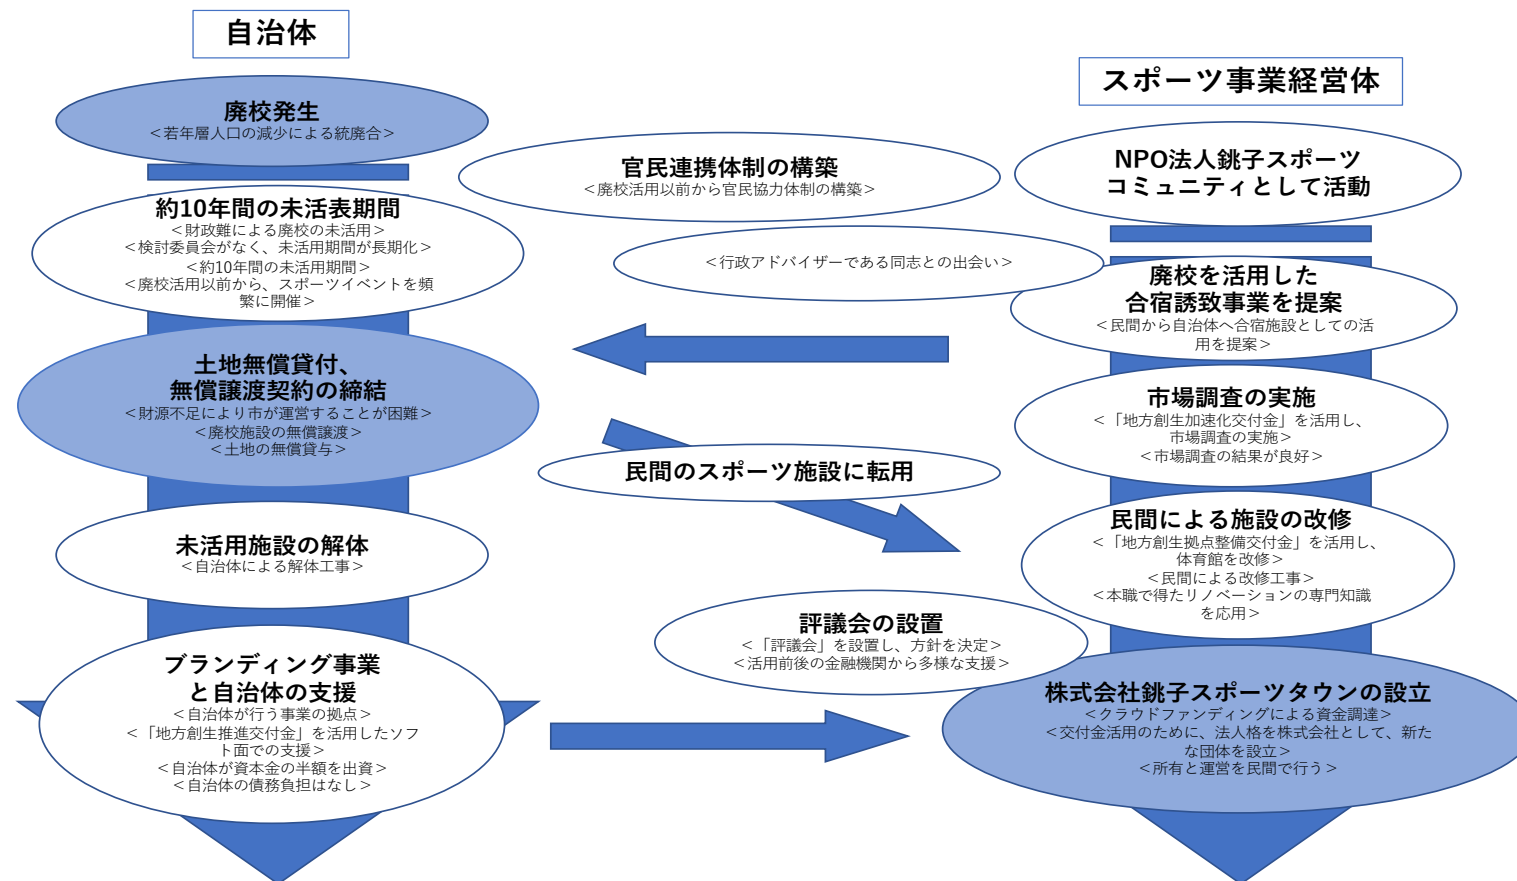 自治体
廃校発生
＜若年層人口の減少による統廃合＞
約10年間の未活表期間
＜財政難による廃校の未活用＞
＜検討委員会がなく、未活用期間が長期化＞
＜約10年間の未活用期間＞
＜廃校活用以前から、スポーツイベントを頻
繁に開催＞
土地無償貸付、
無償譲渡契約の締結
＜財源不足により市が運営することが困難＞
＜廃校施設の無償譲渡＞
＜土地の無償貸与＞
未活用施設の解体
＜自治体による解体工事＞
ブランディング事業
と自治体の支援
＜自治体が行う事業の拠点＞
＜「地方創生推進交付金」を活用したソフ
ト面での支援＞
＜自治体が資本金の半額を出資＞
＜自治体の債務負担はなし＞
官民連携体制の構築
＜廃校活用以前から官民協力体制の構築＞
＜行政アドバイザーである同志との出会い＞
民間のスポーツ施設に転用
評議会の設置
＜「評議会」を設置し、方針を決定＞
＜活用前後の金融機関から多様な支援＞
スポーツ事業経営体
NPO法人銚子スポーツ
コミュニティとして活動
廃校を活用した
合宿誘致事業を提案
＜民間から自治体へ合宿施設としての活
用を提案＞
市場調査の実施
＜「地方創生加速化交付金」を活用し、
市場調査の実施＞
＜市場調査の結果が良好＞
民間による施設の改修
＜「地方創生拠点整備交付金」を活用し、
体育館を改修＞
＜民間による改修工事＞
＜本職で得たリノベーションの専門知識
を応用＞
株式会社銚子スポーツタウンの設立
＜クラウドファンディングによる資金調達＞
＜交付金活用のために、法人格を株式会社として、新た
な団体を設立＞
＜所有と運営を民間で行う＞